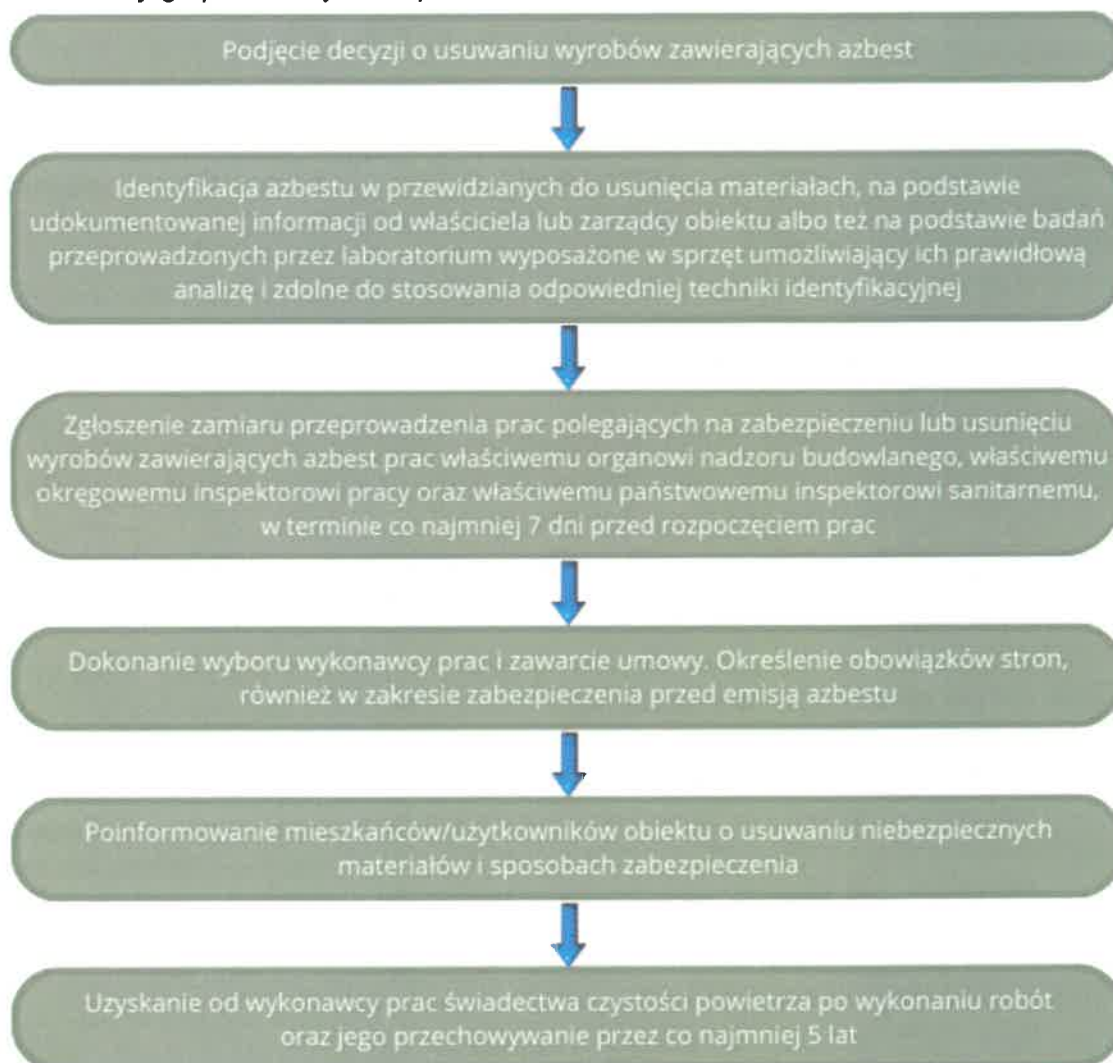 Podjęcie decyzji o usuwaniu wyrobów zawierających azbest
Identyfikacja azbestu w przewidzianych do usunięcia materiałach, na podstawie
udokumentowanej informacji od właściciela lub zarządcy obiektu albo też na podstawie badań
przeprowadzonych przez laboratorium wyposażone w sprzęt umożliwiający ich prawidłową
analizę i zdolne do stosowania odpowiedniej techniki identyfikacyjnej
Zgłoszenie zamiaru przeprowadzenia prac polegających na zabezpieczeniu lub usunięciu
wyrobów zawierających azbest prac właściwemu organowi nadzoru budowlanego, właściwemu
okręgowemu inspektorowi pracy oraz właściwemu państwowemu inspektorowi sanitarnemu,
w terminie co najmniej 7 dni przed rozpoczęciem prac
Dokonanie wyboru wykonawcy prac i zawarcie umowy. Określenie obowiązków stron,
również w zakresie zabezpieczenia przed emisją azbestu
Poinformowanie mieszkańców/użytkowników obiektu o usuwaniu niebezpiecznych
materiałów i sposobach zabezpieczenia
Uzyskanie od wykonawcy prac świadectwa czystości powietrza po wykonaniu robót
oraz jego przechowywanie przez co najmniej 5 lat